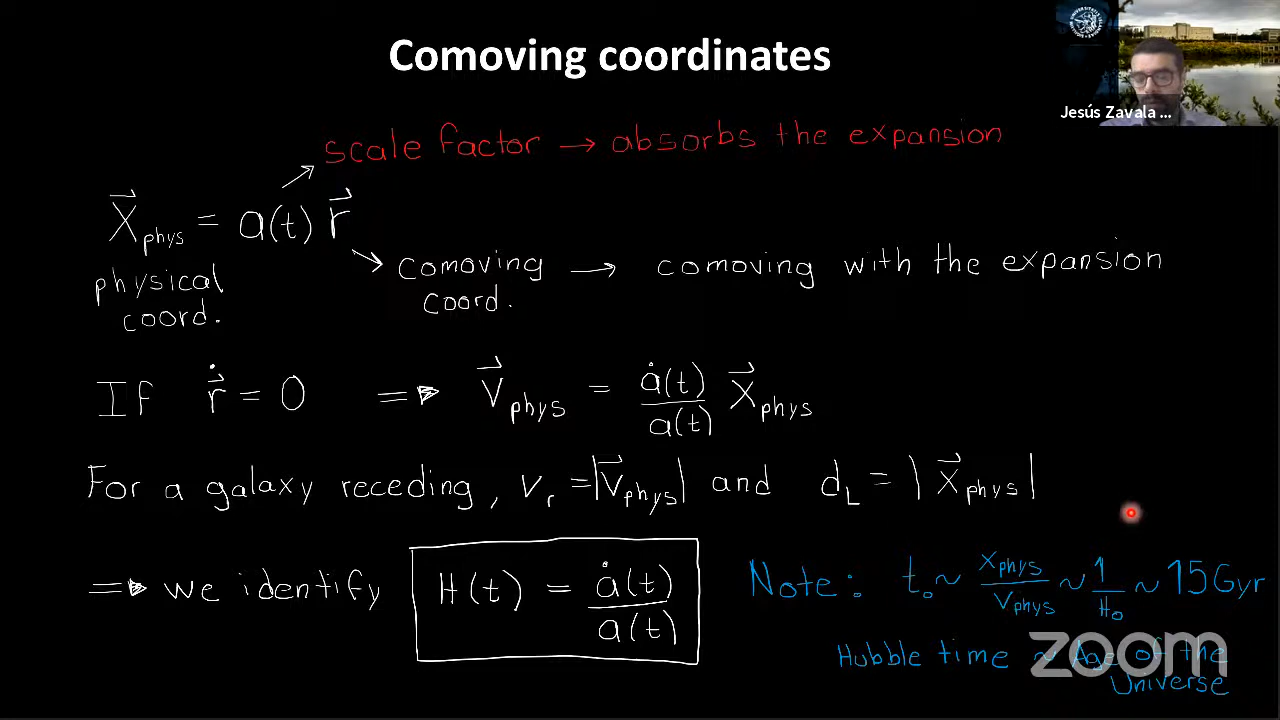 Comoving coordinates
Jesús Zavala ...
scale factor → absorbs the expansion
X⃗phys = a(t) r⃗
physical coord.
comoving coord. → comoving with the expansion
If r⃗̇ = 0 ⟹ V⃗phys = ȧ(t)/a(t) X⃗phys
For a galaxy receding, vr = |V⃗phys| and dL = | X⃗phys |
⟹ we identify H(t) = ȧ(t)/a(t)
Note: t₀ ~ Xphys/Vphys ~ 1/H₀ ~ 15Gyr
Hubble time ~ Age of the
Universe
zoom